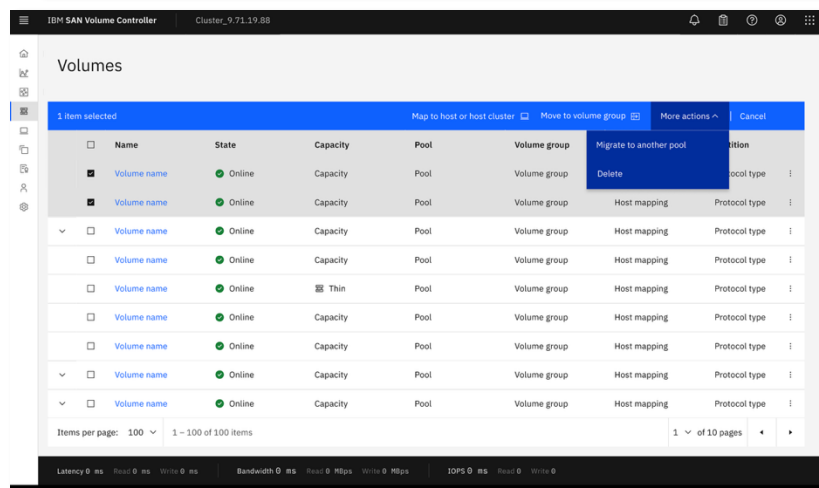 IBM SAN Volume Controller Cluster_9.71.19.88
Volumes
1 item selected Map to host or host cluster Move to volume group More actions Cancel
Name State Capacity Pool Volume group Migrate to another pool tition
Volume name Online Capacity Pool Volume group Delete tocol type
Volume name Online Capacity Pool Volume group Host mapping Protocol type
Volume name Online Capacity Pool Volume group Host mapping Protocol type
Volume name Online Capacity Pool Volume group Host mapping Protocol type
Volume name Online Thin Pool Volume group Host mapping Protocol type
Volume name Online Capacity Pool Volume group Host mapping Protocol type
Volume name Online Capacity Pool Volume group Host mapping Protocol type
Volume name Online Capacity Pool Volume group Host mapping Protocol type
Volume name Online Capacity Pool Volume group Host mapping Protocol type
Items per page: 100 1 – 100 of 100 items 1 of 10 pages
Latency 0 ms Read 0 ms Write 0 ms Bandwidth 0 ms Read 0 MBps Write 0 MBps IOPS 0 ms Read 0 Write 0